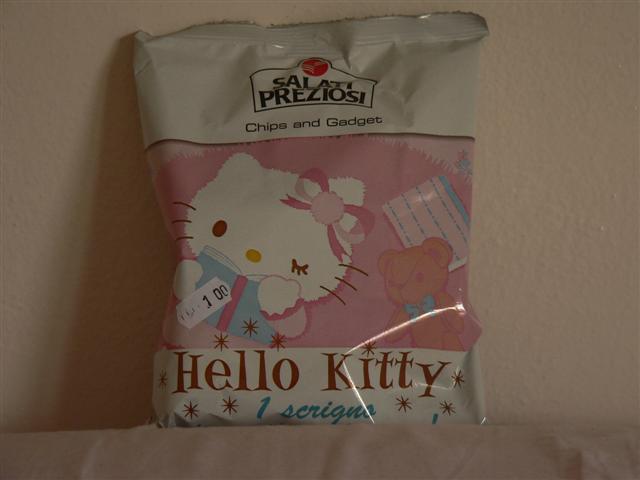 SALATI
PREZIOSI
Chips and Gadget
1 00
Hello Kitty
1 scrigno